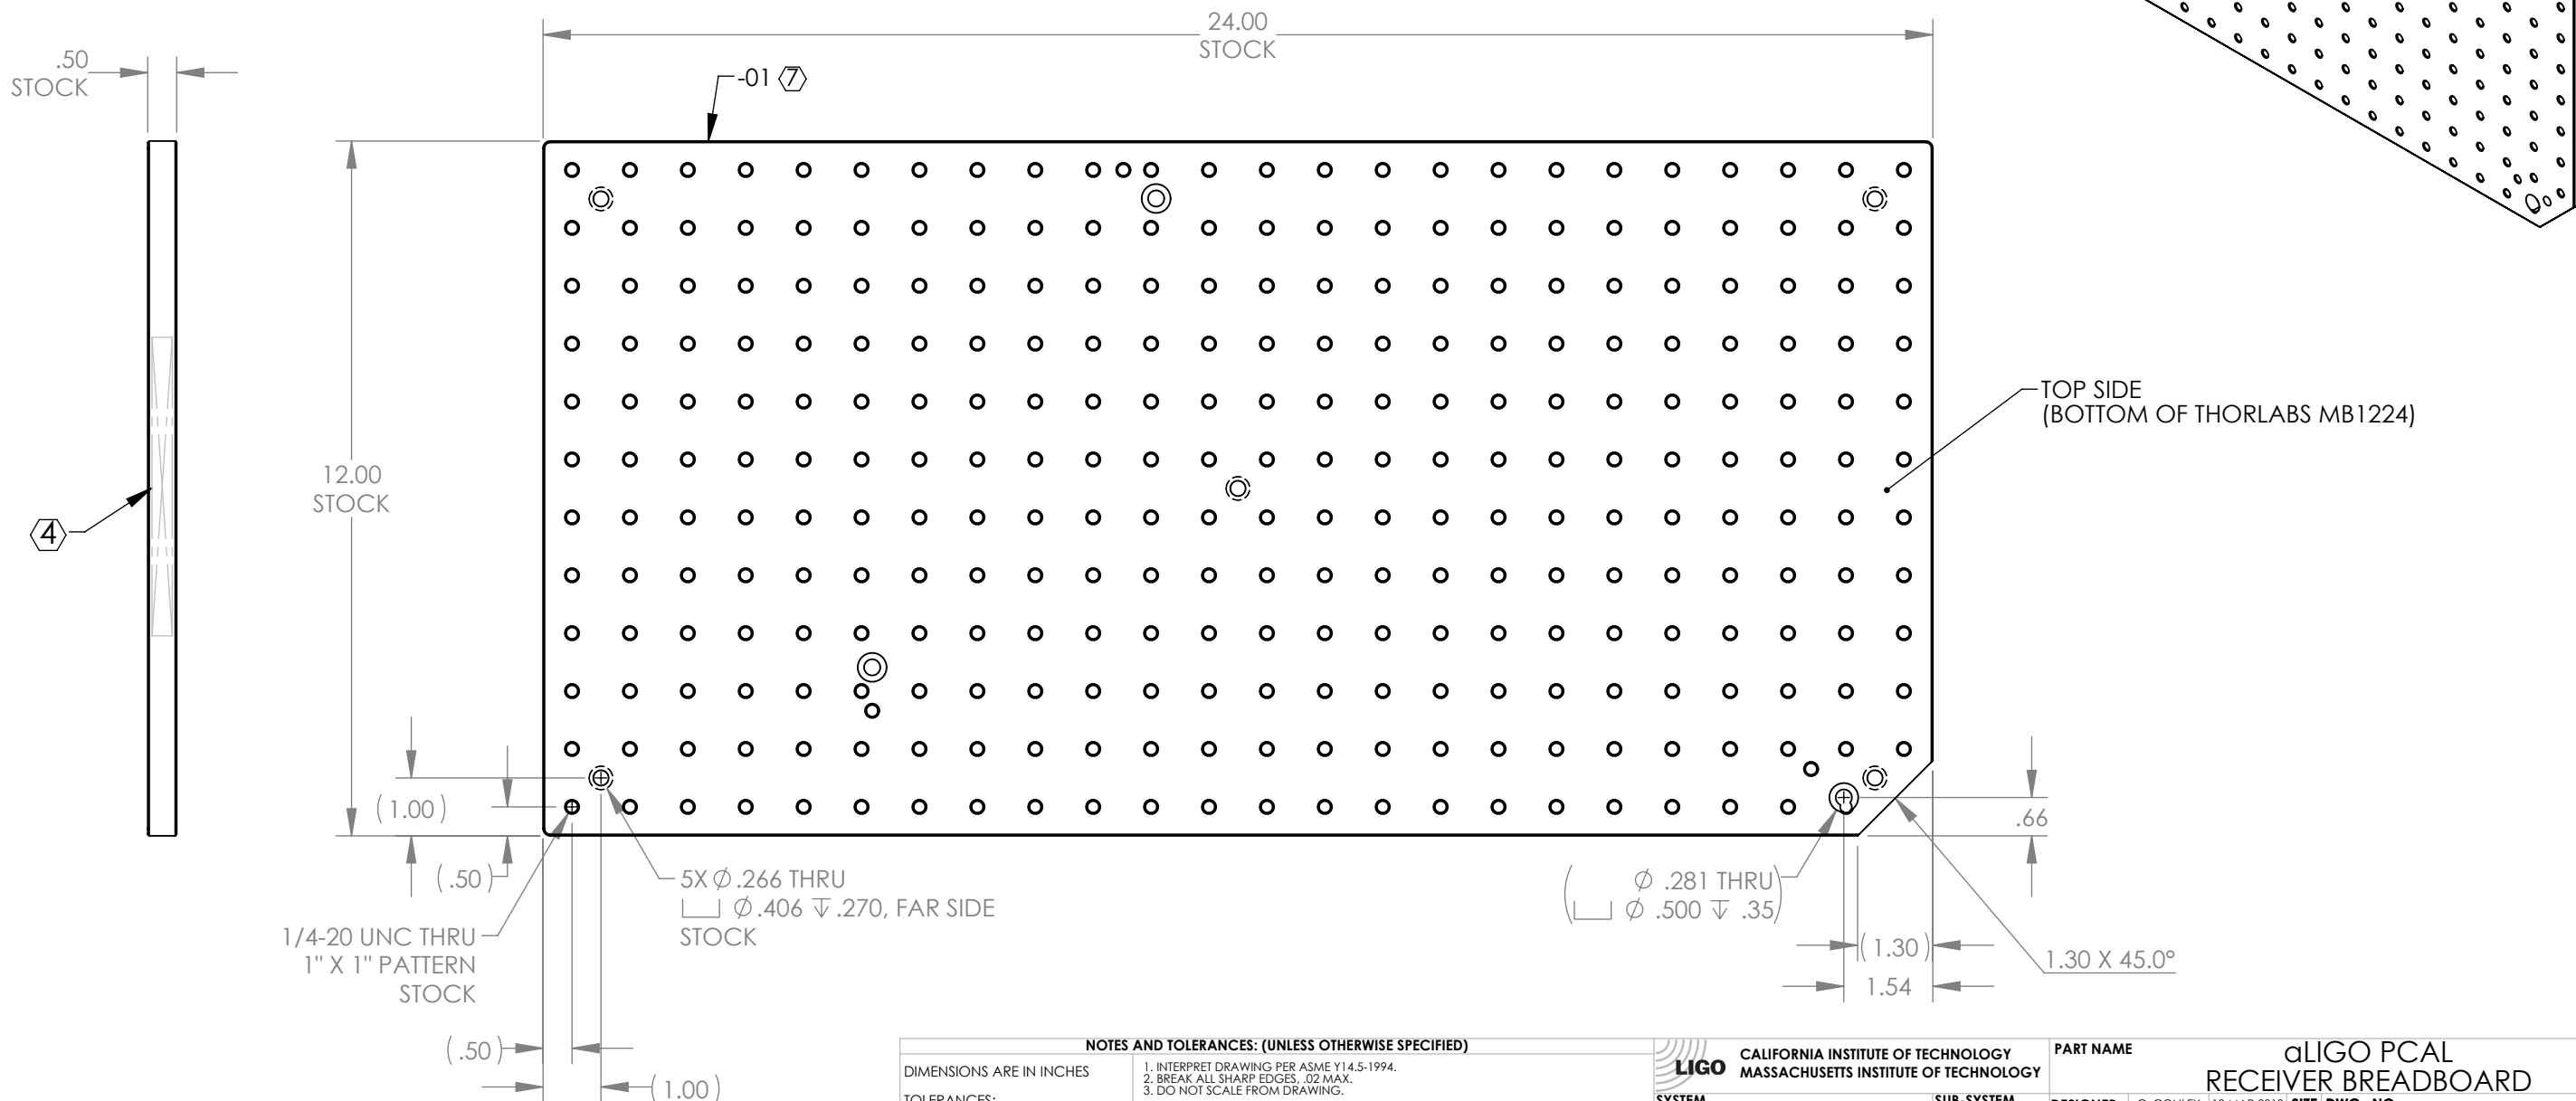 24.00
STOCK
.50
STOCK
-01 7
TOP SIDE
(BOTTOM OF THORLABS MB1224)
12.00
STOCK
4
(1.00)
(.50)
.66
5X Ø .266 THRU
⌴ Ø .406 ↧ .270, FAR SIDE
STOCK
(Ø .281 THRU
⌴ Ø .500 ↧ .35)
1/4-20 UNC THRU
1" X 1" PATTERN
STOCK
(1.30)
1.30 X 45.0°
1.54
(.50)
(1.00)
NOTES AND TOLERANCES: (UNLESS OTHERWISE SPECIFIED)
DIMENSIONS ARE IN INCHES
TOLERANCES:
1. INTERPRET DRAWING PER ASME Y14.5-1994.
2. BREAK ALL SHARP EDGES, .02 MAX.
3. DO NOT SCALE FROM DRAWING.
LIGO
CALIFORNIA INSTITUTE OF TECHNOLOGY
MASSACHUSETTS INSTITUTE OF TECHNOLOGY
PART NAME
aLIGO PCAL
RECEIVER BREADBOARD
SYSTEM
SUB-SYSTEM